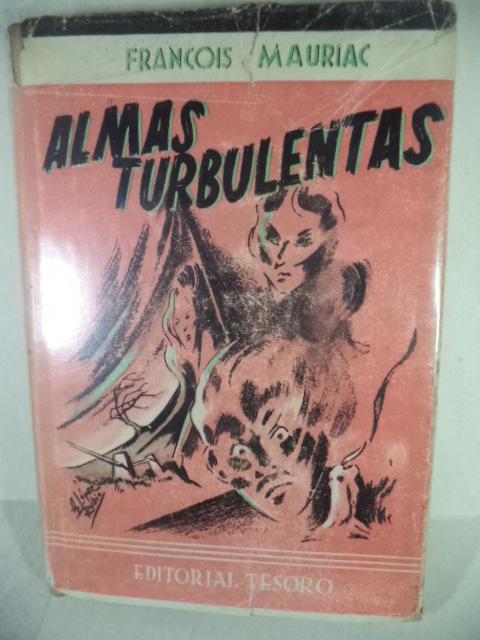 FRANÇOIS MAURIAC
ALMAS
TURBULENTAS
EDITORIAL TESORO